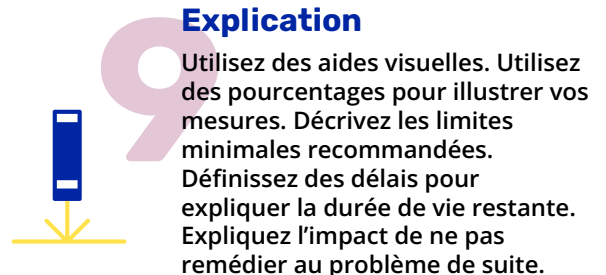 9
Explication
Utilisez des aides visuelles. Utilisez
des pourcentages pour illustrer vos
mesures. Décrivez les limites
minimales recommandées.
Définissez des délais pour
expliquer la durée de vie restante.
Expliquez l’impact de ne pas
remédier au problème de suite.